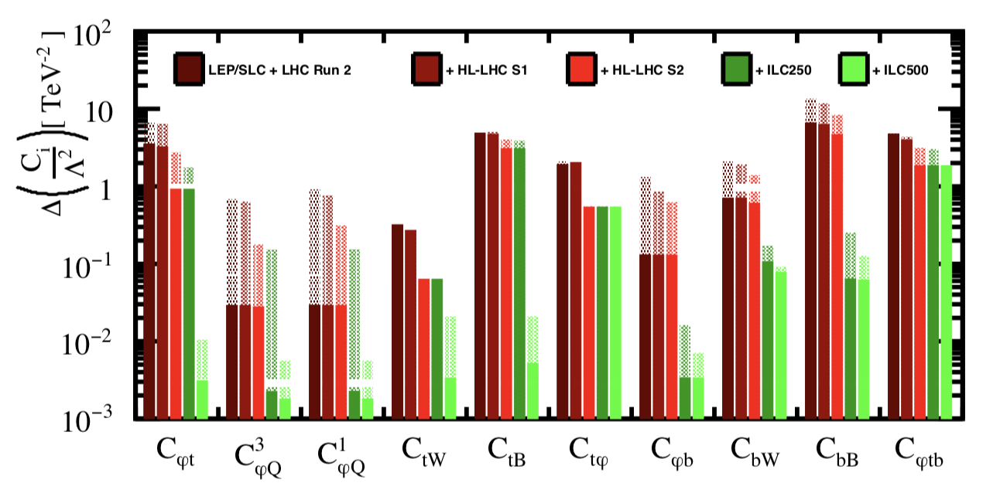 Δ(C_i/Λ²)[TeV⁻²]
10²
10
1
10⁻¹
10⁻²
10⁻³
LEP/SLC + LHC Run 2 + HL-LHC S1 + HL-LHC S2 + ILC250 + ILC500
C_φt C³_φQ C¹_φQ C_tW C_tB C_tφ C_φb C_bW C_bB C_φtb